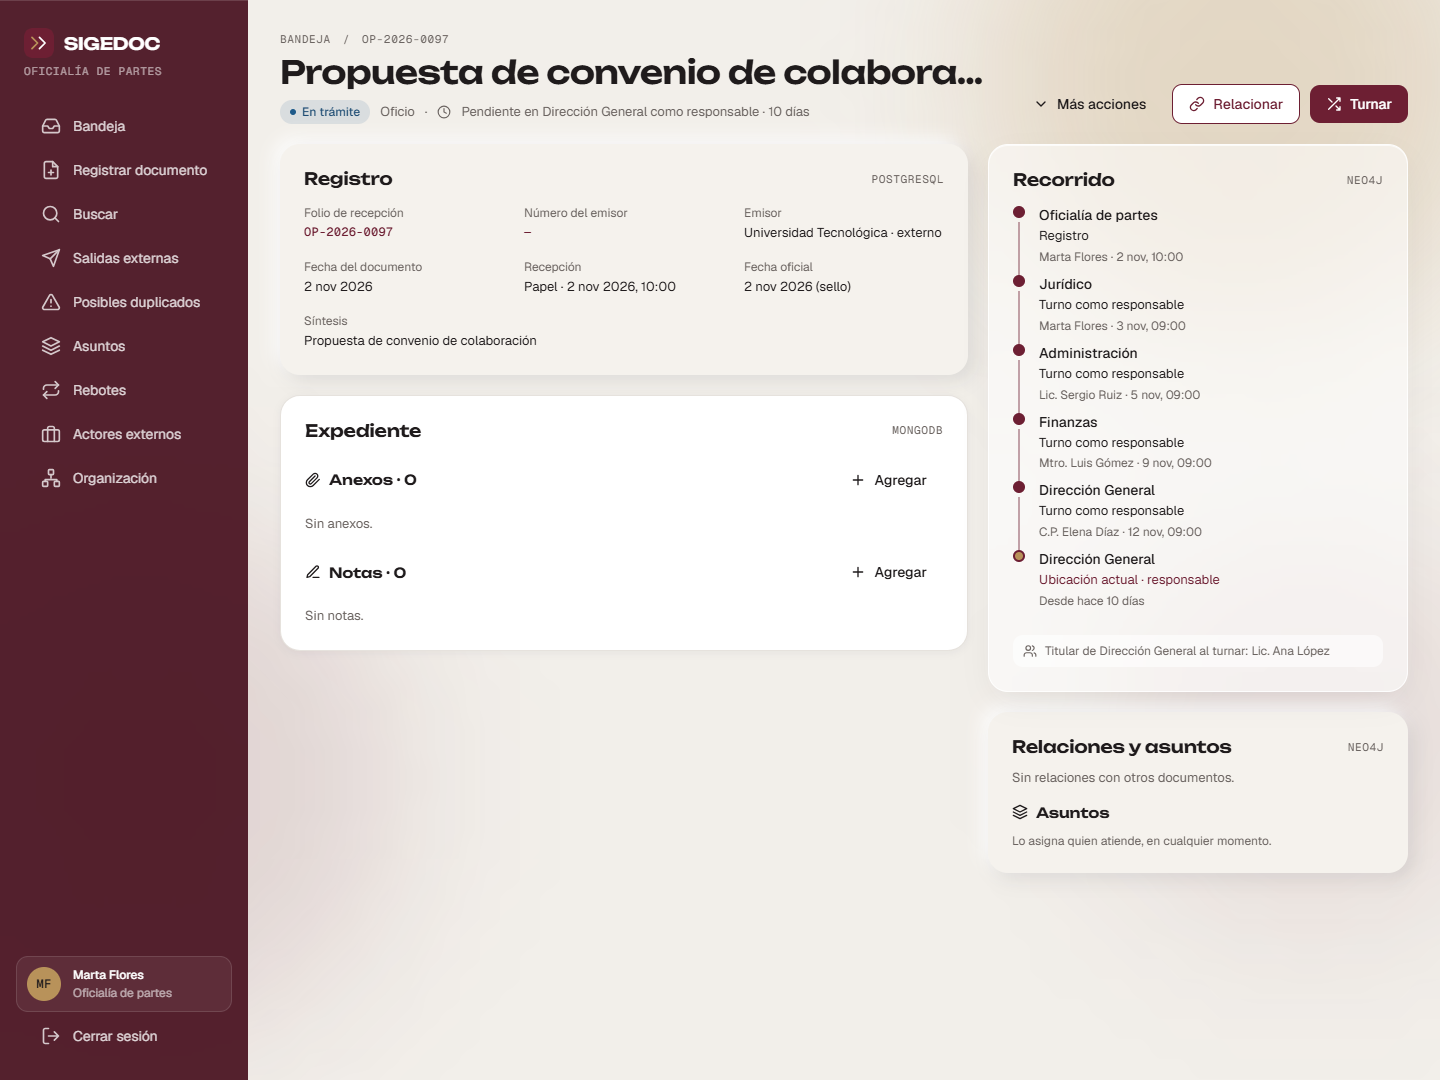 SIGEDOC
OFICIALÍA DE PARTES
Bandeja
Registrar documento
Buscar
Salidas externas
Posibles duplicados
Asuntos
Rebotes
Actores externos
Organización
MF
Marta Flores
Oficialía de partes
Cerrar sesión
BANDEJA / OP-2026-0097
Propuesta de convenio de colabora...
En trámite Oficio · Pendiente en Dirección General como responsable · 10 días
Más acciones
Relacionar
Turnar
Registro
POSTGRESQL
Folio de recepción
OP-2026-0097
Número del emisor
—
Emisor
Universidad Tecnológica · externo
Fecha del documento
2 nov 2026
Recepción
Papel · 2 nov 2026, 10:00
Fecha oficial
2 nov 2026 (sello)
Síntesis
Propuesta de convenio de colaboración
Expediente
MONGODB
Anexos · 0
Agregar
Sin anexos.
Notas · 0
Agregar
Sin notas.
Recorrido
NEO4J
Oficialía de partes
Registro
Marta Flores · 2 nov, 10:00
Jurídico
Turno como responsable
Marta Flores · 3 nov, 09:00
Administración
Turno como responsable
Lic. Sergio Ruiz · 5 nov, 09:00
Finanzas
Turno como responsable
Mtro. Luis Gómez · 9 nov, 09:00
Dirección General
Turno como responsable
C.P. Elena Díaz · 12 nov, 09:00
Dirección General
Ubicación actual · responsable
Desde hace 10 días
Titular de Dirección General al turnar: Lic. Ana López
Relaciones y asuntos
NEO4J
Sin relaciones con otros documentos.
Asuntos
Lo asigna quien atiende, en cualquier momento.